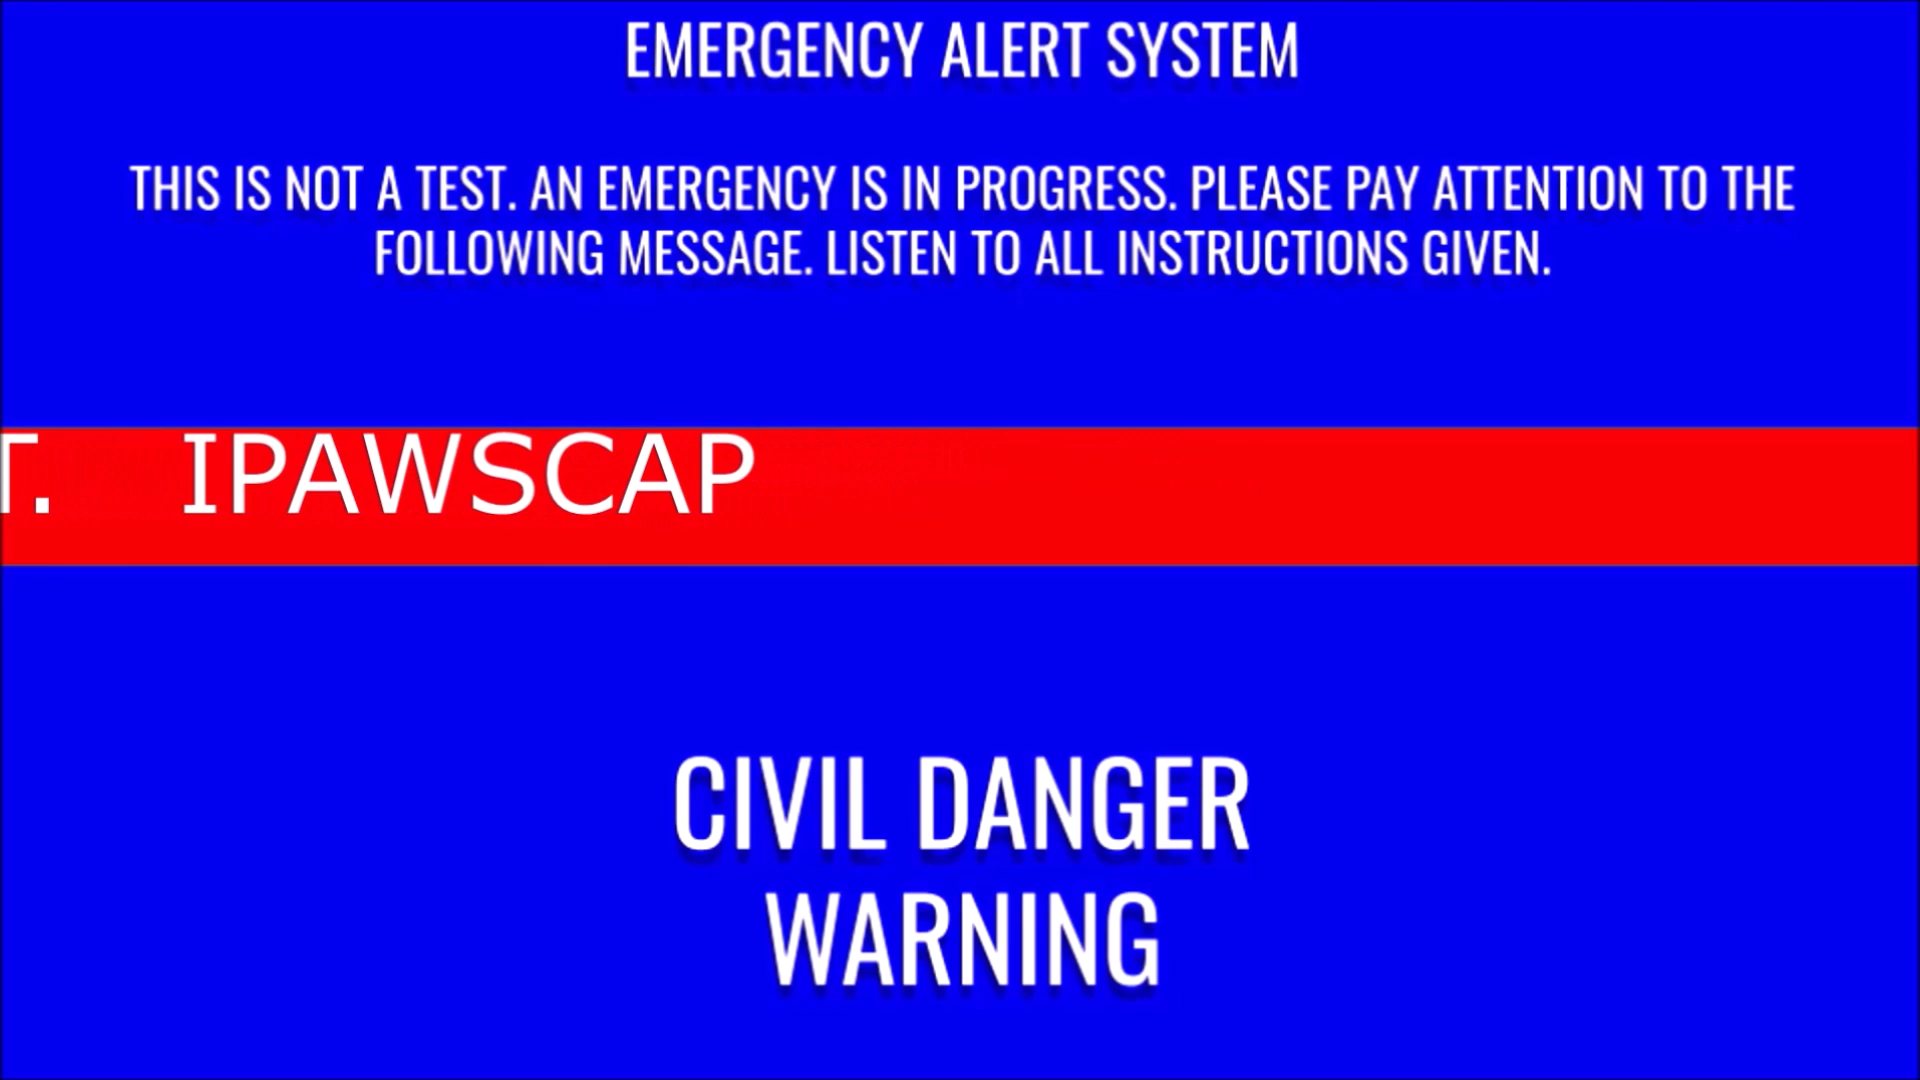 EMERGENCY ALERT SYSTEM
THIS IS NOT A TEST. AN EMERGENCY IS IN PROGRESS. PLEASE PAY ATTENTION TO THE
FOLLOWING MESSAGE. LISTEN TO ALL INSTRUCTIONS GIVEN.
T. IPAWSCAP
CIVIL DANGER
WARNING